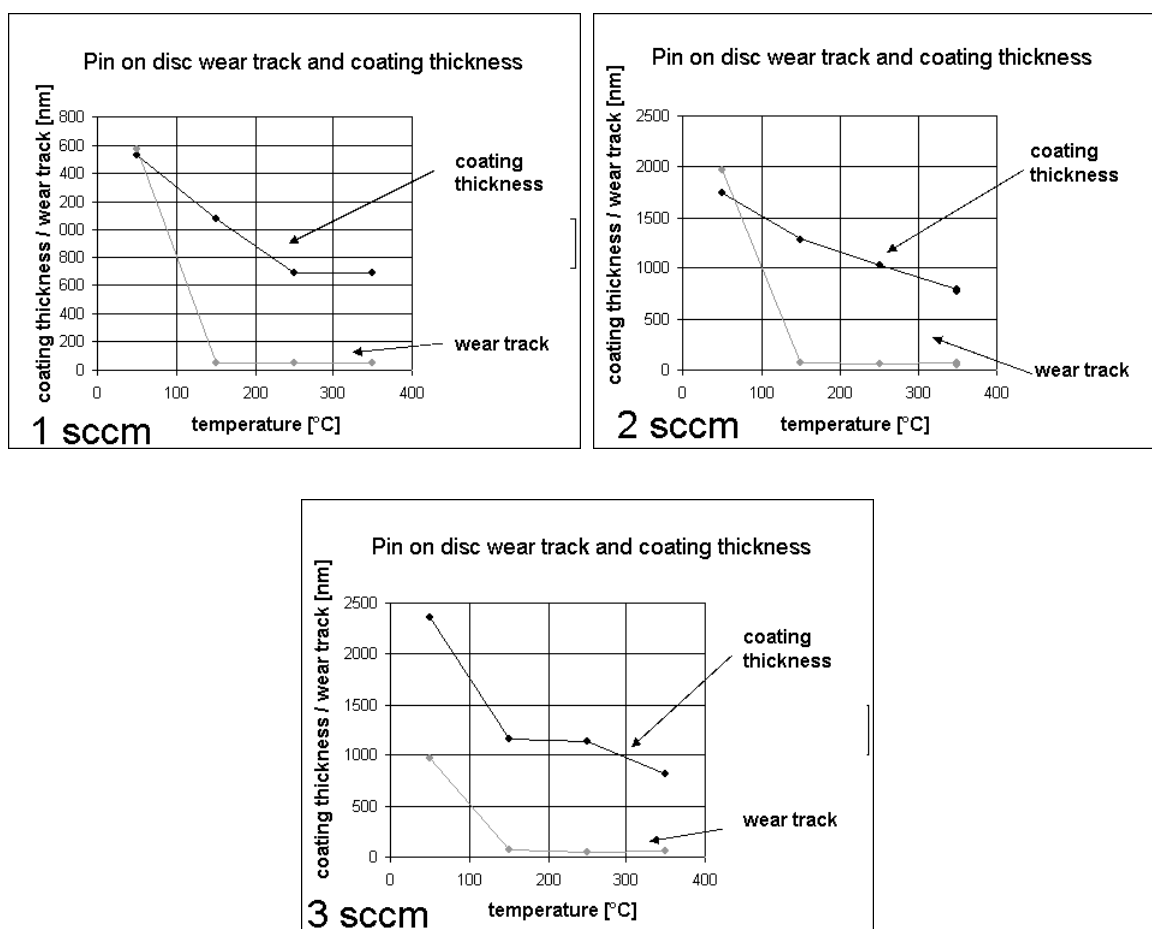 Pin on disc wear track and coating thickness
coating thickness / wear track [nm]
800
600
400
200
000
800
600
400
200
0
0 100 200 300 400
temperature [°C]
coating
thickness
wear track
1 sccm
Pin on disc wear track and coating thickness
coating thickness / wear track [nm]
2500
2000
1500
1000
500
0
0 100 200 300 400
temperature [°C]
coating
thickness
wear track
2 sccm
Pin on disc wear track and coating thickness
coating thickness / wear track [nm]
2500
2000
1500
1000
500
0
0 100 200 300 400
temperature [°C]
coating
thickness
wear track
3 sccm